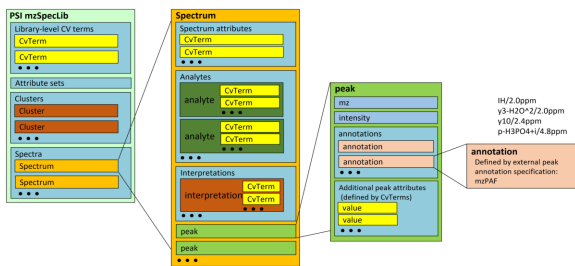 PSI mzSpecLib
Library-level CV terms
CvTerm
CvTerm
• • •
Attribute sets
Clusters
Cluster
Cluster
• • •
Spectra
Spectrum
Spectrum
• • •
Spectrum
Spectrum attributes
CvTerm
CvTerm
• • •
Analytes
analyte
CvTerm
CvTerm
• • •
analyte
CvTerm
CvTerm
• • •
• • •
Interpretations
interpretation
CvTerm
CvTerm
• • •
• • •
peak
peak
• • •
peak
mz
intensity
annotations
annotation
annotation
• • •
Additional peak attributes
(defined by CvTerms)
value
value
• • •
IH/2.0ppm
y3-H2O^2/2.0ppm
y10/2.4ppm
p-H3PO4+i/4.8ppm
annotation
Defined by external peak
annotation specification:
mzPAF